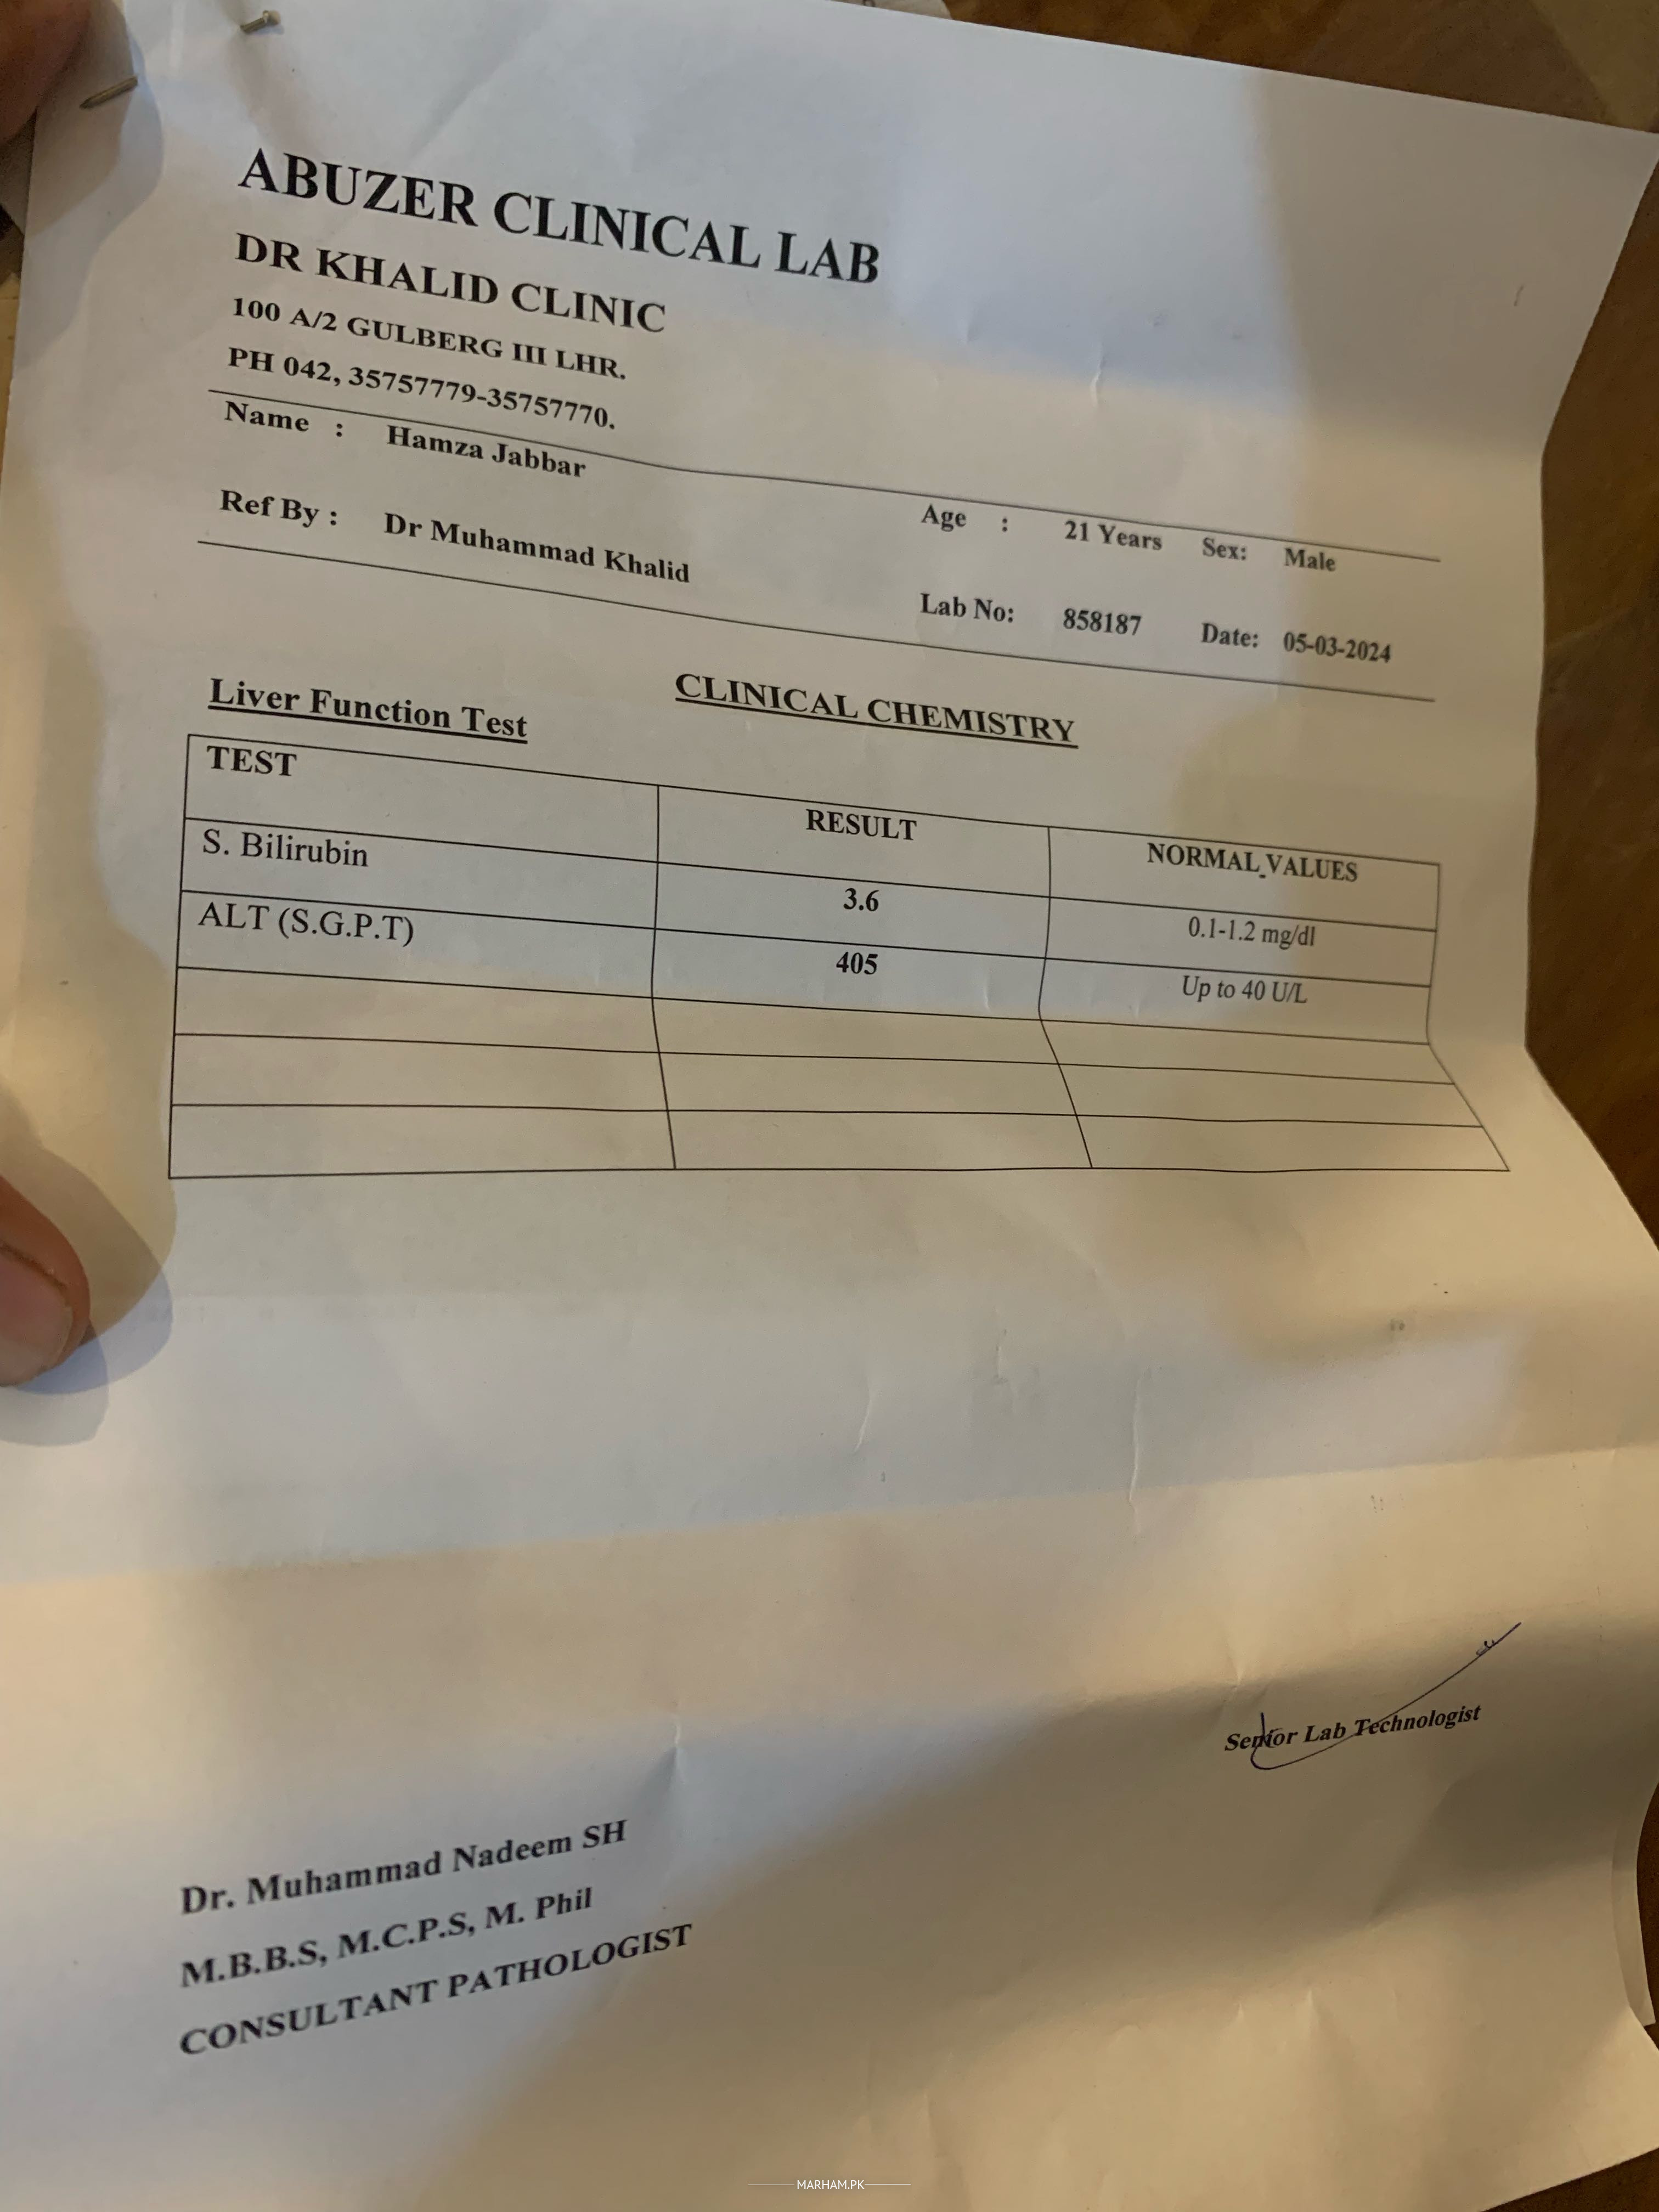 ABUZER CLINICAL LAB
DR KHALID CLINIC
100 A/2 GULBERG III LHR.
PH 042, 35757779-35757770.
Name : Hamza Jabbar Age : 21 Years Sex: Male
Ref By : Dr Muhammad Khalid Lab No: 858187 Date: 05-03-2024
CLINICAL CHEMISTRY
Liver Function Test
TEST RESULT NORMAL VALUES
S. Bilirubin 3.6 0.1-1.2 mg/dl
ALT (S.G.P.T) 405 Up to 40 U/L
Senior Lab Technologist
Dr. Muhammad Nadeem SH
M.B.B.S, M.C.P.S, M. Phil
CONSULTANT PATHOLOGIST
MARHAM.PK